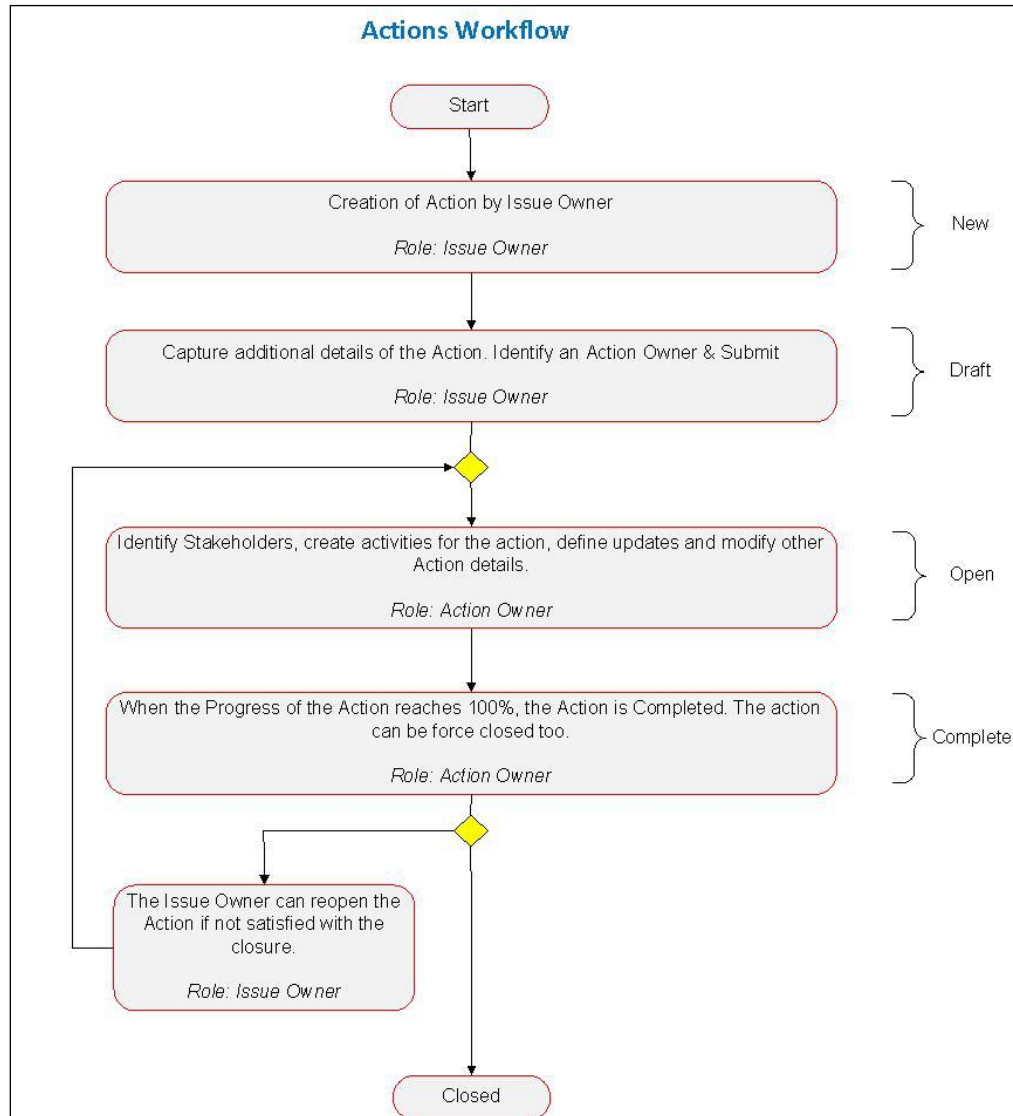 Actions Workflow
Start
Creation of Action by Issue Owner
Role: Issue Owner
New
Capture additional details of the Action. Identify an Action Owner & Submit
Role: Issue Owner
Draft
Identify Stakeholders, create activities for the action, define updates and modify other
Action details.
Role: Action Owner
Open
When the Progress of the Action reaches 100%, the Action is Completed. The action
can be force closed too.
Role: Action Owner
Complete
The Issue Owner can reopen the
Action if not satisfied with the
closure.
Role: Issue Owner
Closed